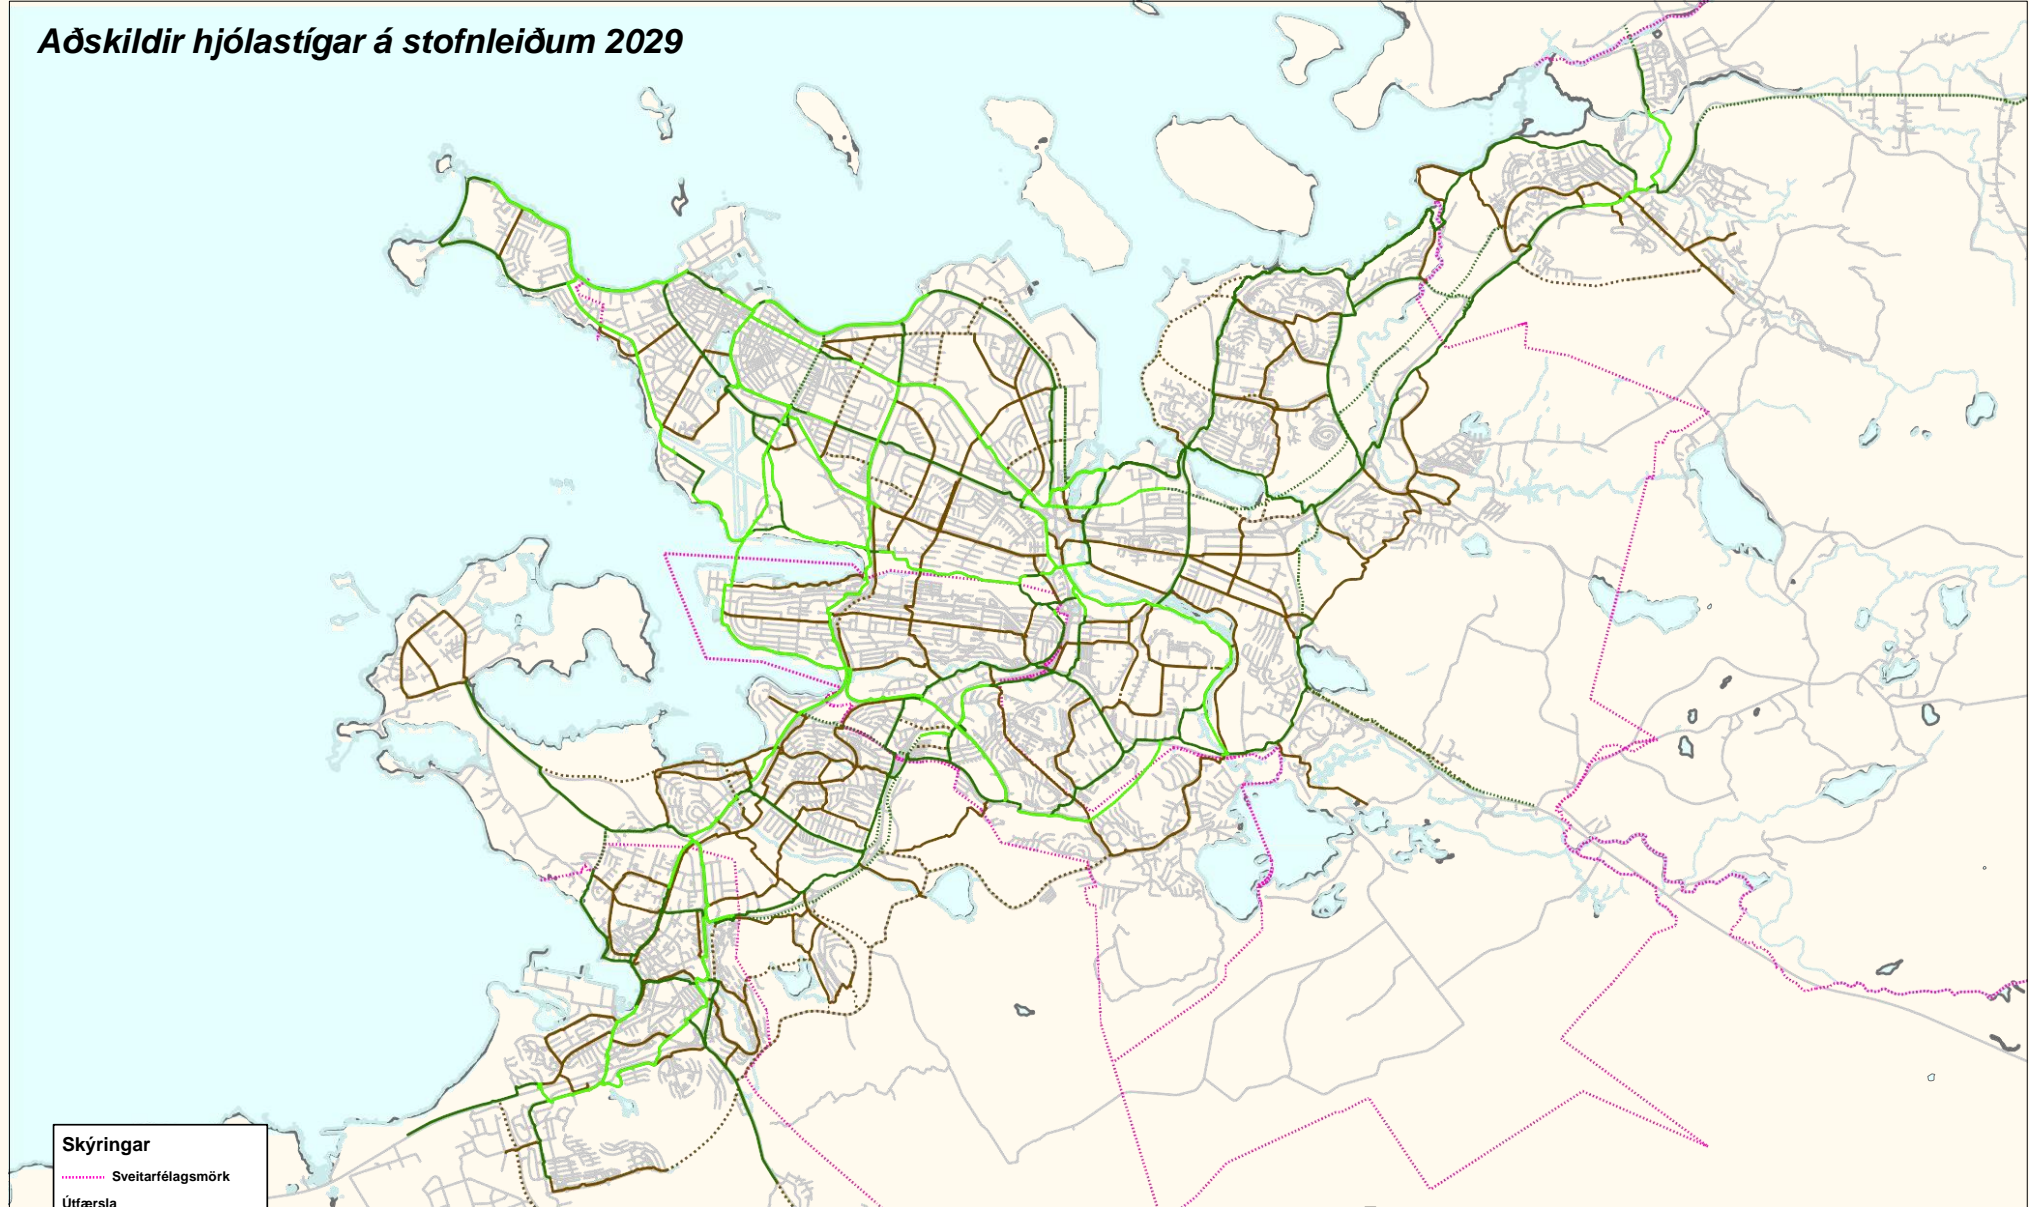 Aðskildir hjólastígar á stofnleiðum 2029
Skýringar
Sveitarfélagsmörk
Útfærsla